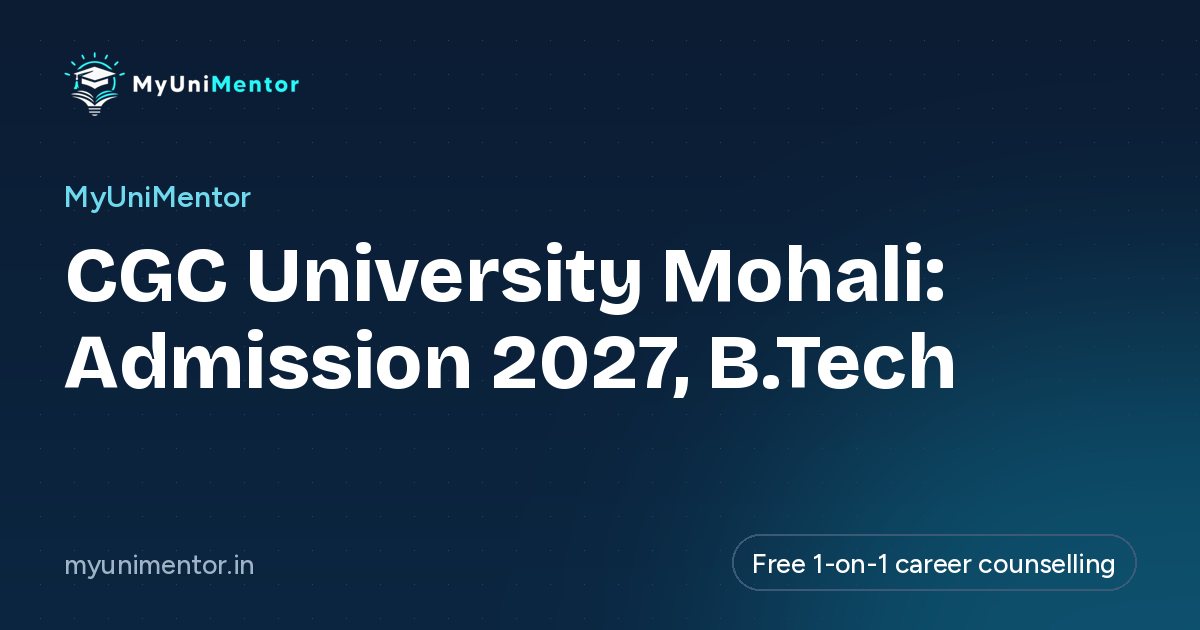 MyUniMentor
MyUniMentor
CGC University Mohali:
Admission 2027, B.Tech
myunimentor.in
Free 1-on-1 career counselling